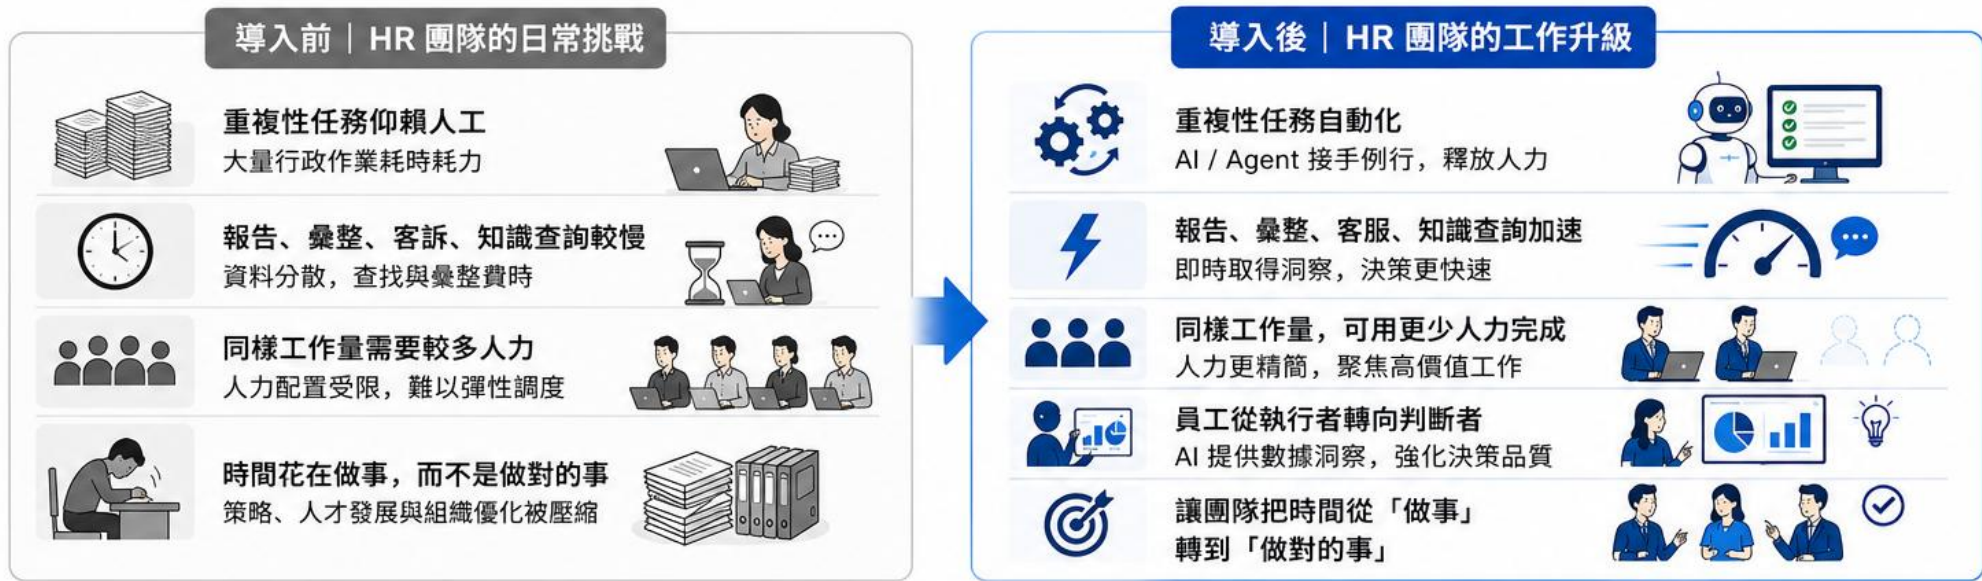 導入前｜HR 團隊的日常挑戰
重複性任務仰賴人工
大量行政作業耗時耗力
報告、彙整、客訴、知識查詢較慢
資料分散，查找與彙整費時
同樣工作量需要較多人力
人力配置受限，難以彈性調度
時間花在做事，而不是做對的事
策略、人才發展與組織優化被壓縮
導入後｜HR 團隊的工作升級
重複性任務自動化
AI / Agent 接手例行，釋放人力
報告、彙整、客服、知識查詢加速
即時取得洞察，決策更快速
同樣工作量，可用更少人力完成
人力更精簡，聚焦高價值工作
員工從執行者轉向判斷者
AI 提供數據洞察，強化決策品質
讓團隊把時間從「做事」
轉到「做對的事」